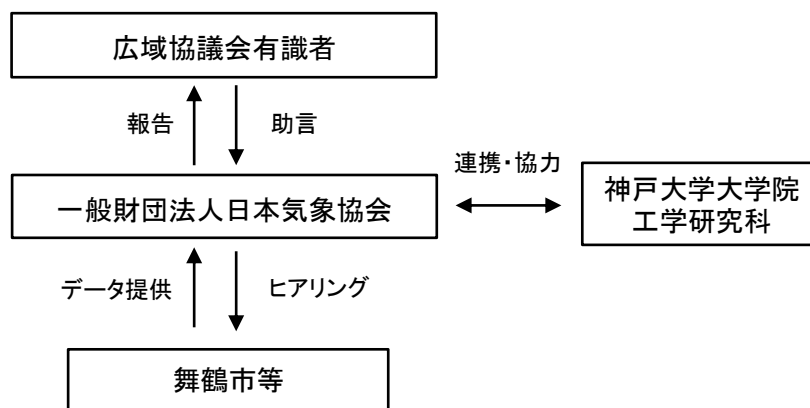 広域協議会有識者
報告
助言
連携・協力
一般財団法人日本気象協会
神戸大学大学院
工学研究科
データ提供
ヒアリング
舞鶴市等